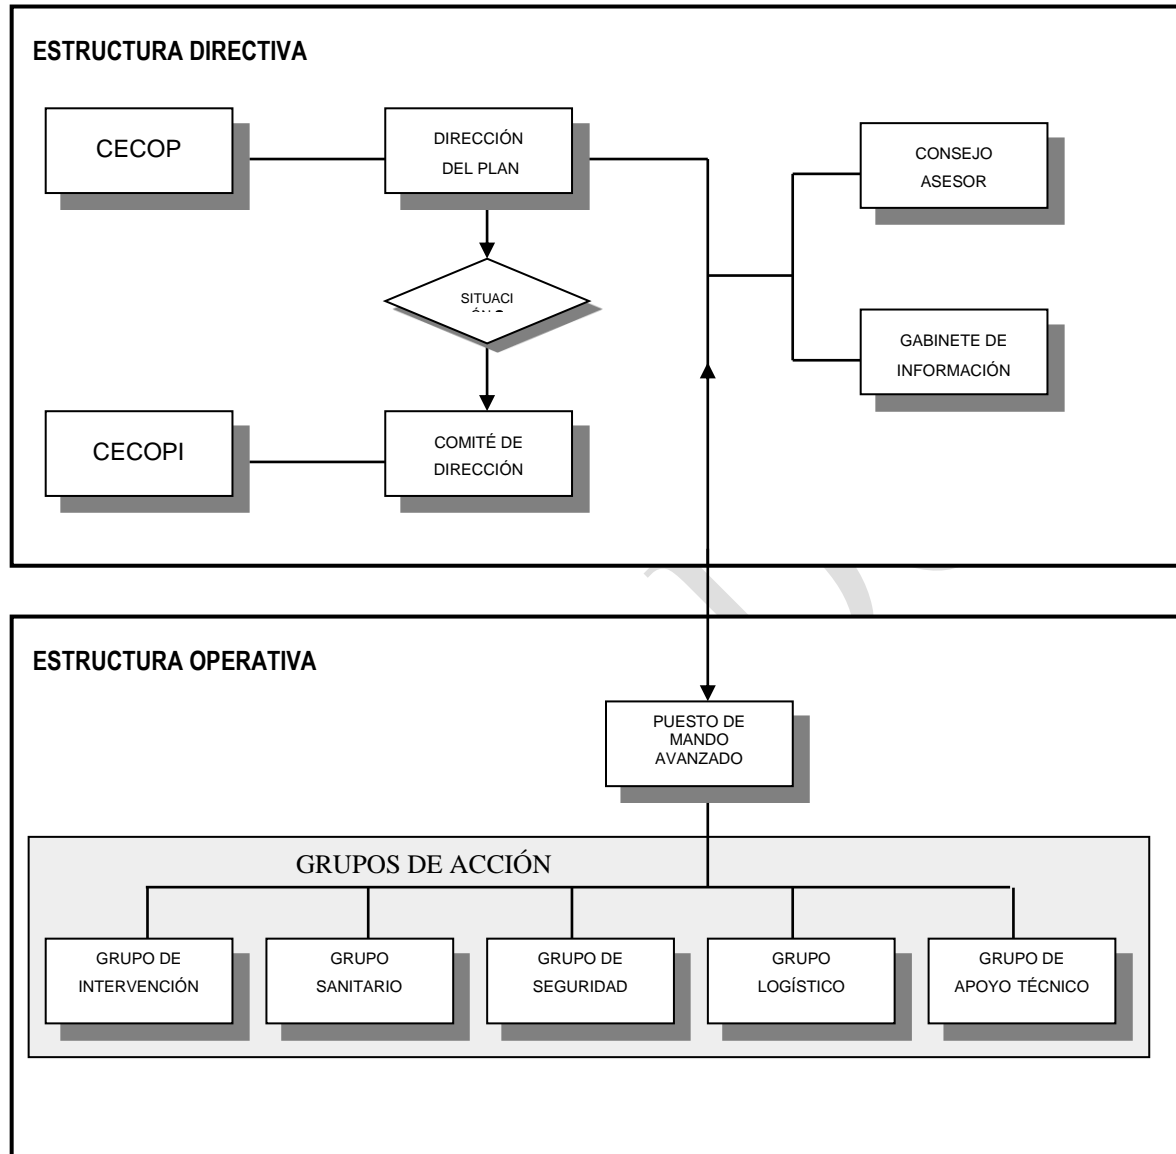 ESTRUCTURA DIRECTIVA
CECOP
DIRECCIÓN
DEL PLAN
CONSEJO
ASESOR
SITUACI
GABINETE DE
INFORMACIÓN
CECOPI
COMITÉ DE
DIRECCIÓN
ESTRUCTURA OPERATIVA
PUESTO DE
MANDO
AVANZADO
GRUPOS DE ACCIÓN
GRUPO DE
INTERVENCIÓN
GRUPO
SANITARIO
GRUPO DE
SEGURIDAD
GRUPO
LOGÍSTICO
GRUPO DE
APOYO TÉCNICO